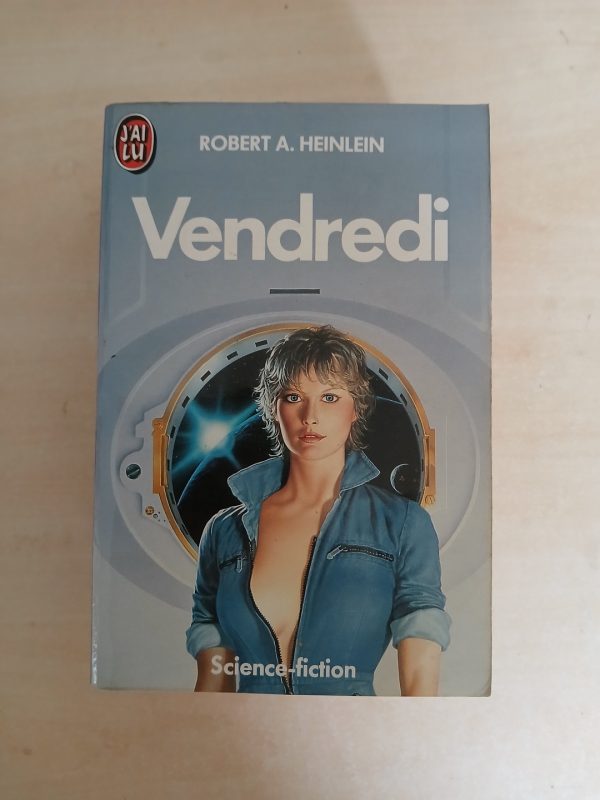 J'AI
LU
ROBERT A. HEINLEIN
Vendredi
Science-fiction